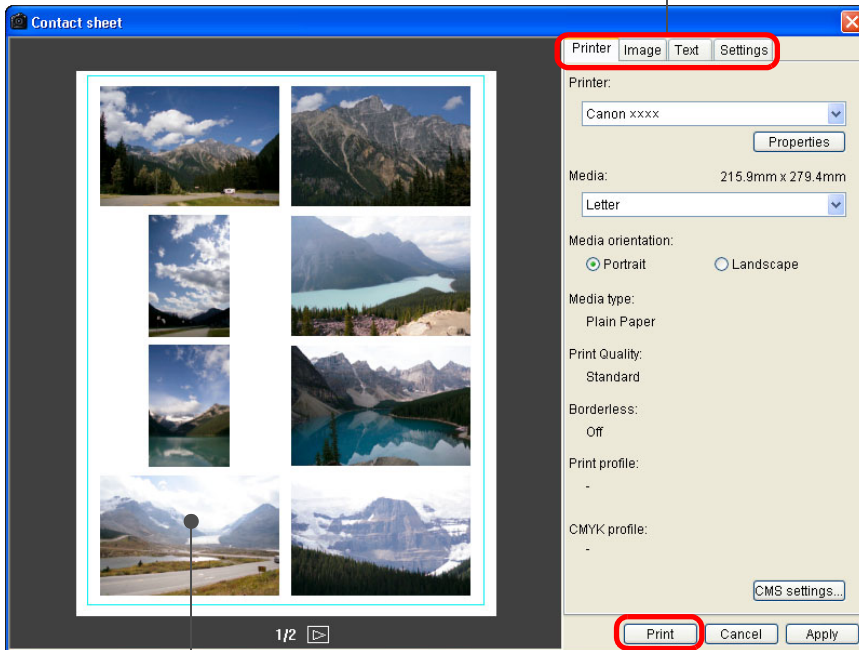 Contact sheet
Printer Image Text Settings
Printer:
Canon xxxx
Properties
Media: 215.9mm x 279.4mm
Letter
Media orientation:
Portrait Landscape
Media type:
Plain Paper
Print Quality:
Standard
Borderless:
Off
Print profile:
-
CMYK profile:
-
CMS settings...
1/2
Print Cancel Apply